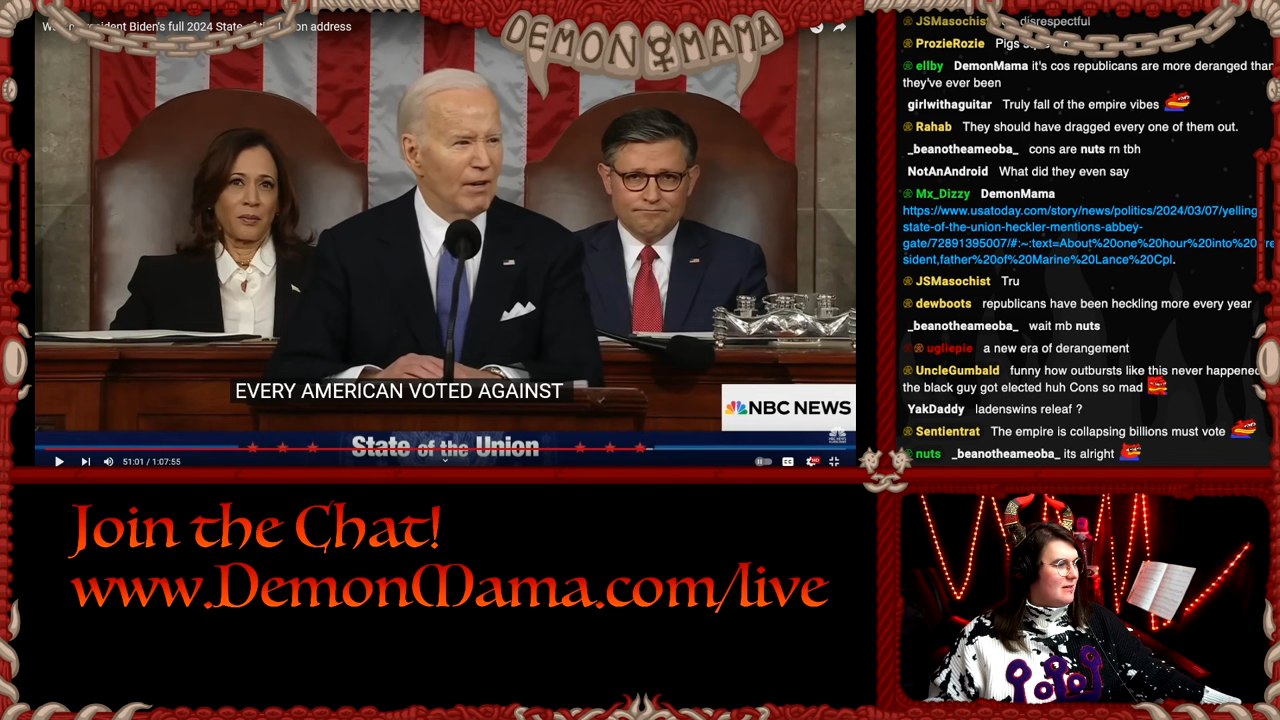 President Biden's full 2024 State
address
DEMON MAMA
EVERY AMERICAN VOTED AGAINST
NBC NEWS
State of the Union
51:01 / 1:07:55
CC
HD
JSMasochist disrespectful
ProzieRozie Pigs
ellby DemonMama it's cos republicans are more deranged than
they've ever been
girlwithaguitar Truly fall of the empire vibes
Rahab They should have dragged every one of them out.
_beanotheameoba_ cons are nuts rn tbh
NotAnAndroid What did they even say
Mx_Dizzy DemonMama
https://www.usatoday.com/story/news/politics/2024/03/07/yelling
state-of-the-union-heckler-mentions-abbey-
gate/72891395007/#:~:text=About%20one%20hour%20into%20
sident,father%20of%20Marine%20Lance%20Cpl.
JSMasochist Tru
dewboots republicans have been heckling more every year
_beanotheameoba_ wait mb nuts
ugliepie a new era of derangement
UncleGumbald funny how outbursts like this never happened
the black guy got elected huh Cons so mad
YakDaddy ladenswins releaf ?
Sentientrat The empire is collapsing billions must vote
nuts _beanotheameoba_ its alright
Join the Chat!
www.DemonMama.com/live